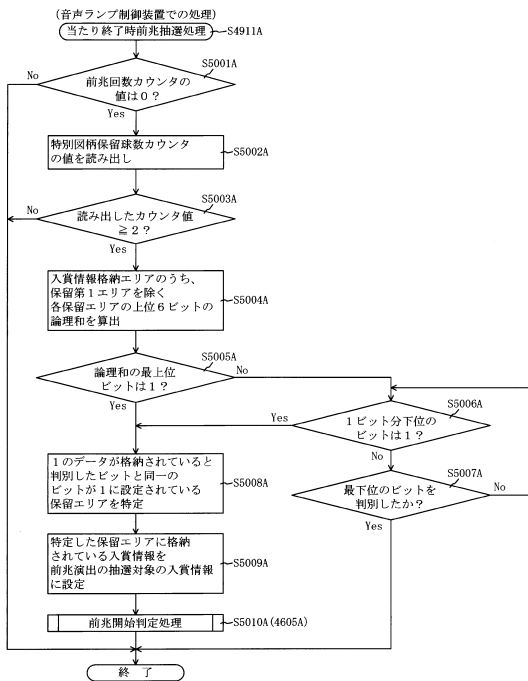 (音声ランプ制御装置での処理)
当たり終了時前兆抽選処理
S4911A
S5001A
前兆回数カウンタの
値は0?
No
Yes
特別図柄保留球数カウンタ
の値を読み出し
S5002A
S5003A
読み出したカウンタ値
≧2?
No
Yes
入賞情報格納エリアのうち、
保留第1エリアを除く
各保留エリアの上位6ビットの
論理和を算出
S5004A
S5005A
論理和の最上位
ビットは1?
No
Yes
S5006A
1ビット分下位の
ビットは1?
Yes
No
S5007A
最下位のビットを
判別したか?
No
Yes
1のデータが格納されていると
判別したビットと同一の
ビットが1に設定されている
保留エリアを特定
S5008A
特定した保留エリアに格納
されている入賞情報を
前兆演出の抽選対象の入賞情報
に設定
S5009A
前兆開始判定処理
S5010A(4605A)
終了